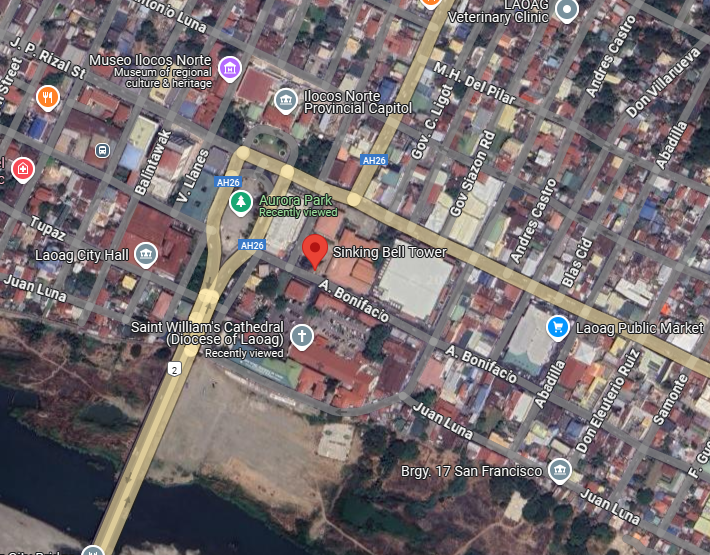 Antonio Luna
LAOAG
Veterinary Clinic
J. P. Rizal St
Museo Ilocos Norte
Museum of regional
culture & heritage
Andres Castro
Don Villarueva
M.H. Del Pilar
Ilocos Norte
Provincial Capitol
Gov. C. Ligot
Street
Abadilla
Balintawak
V. Llanes
AH26
Gov Siazon Rd
AH26
Aurora Park
Recently viewed
Andres Castro
Tupaz
AH26
Laoag City Hall
Sinking Bell Tower
Blas Cid
Juan Luna
A. Bonifacio
Saint William's Cathedral
(Diocese of Laoag)
Recently viewed
Laoag Public Market
2
A. Bonifacio
Abadilla
Don Eleuterio Ruiz
Samonte
Juan Luna
Brgy. 17 San Francisco
Juan Luna